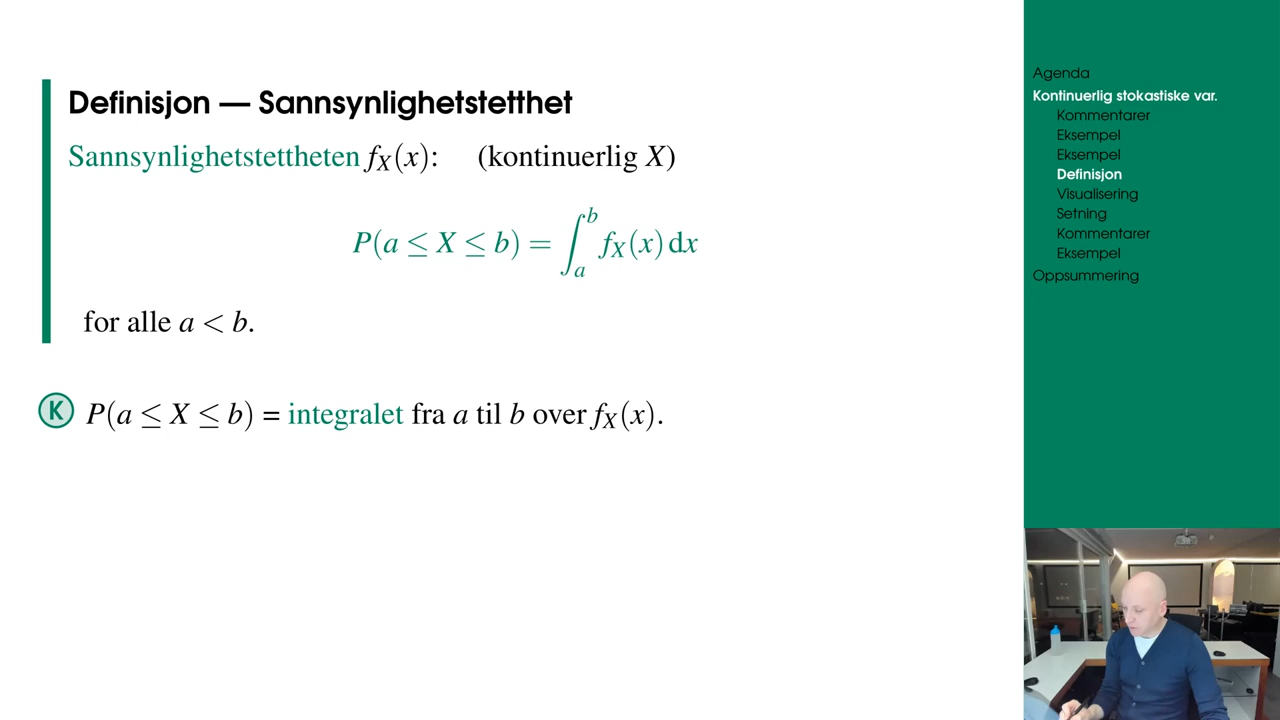 Definisjon — Sannsynlighetstetthet
Sannsynlighetstettheten f_X(x): (kontinuerlig X)
P(a ≤ X ≤ b) = ∫_a^b f_X(x) dx
for alle a < b.
K P(a ≤ X ≤ b) = integralet fra a til b over f_X(x).
Agenda
Kontinuerlig stokastiske var.
Kommentarer
Eksempel
Eksempel
Definisjon
Visualisering
Setning
Kommentarer
Eksempel
Oppsummering